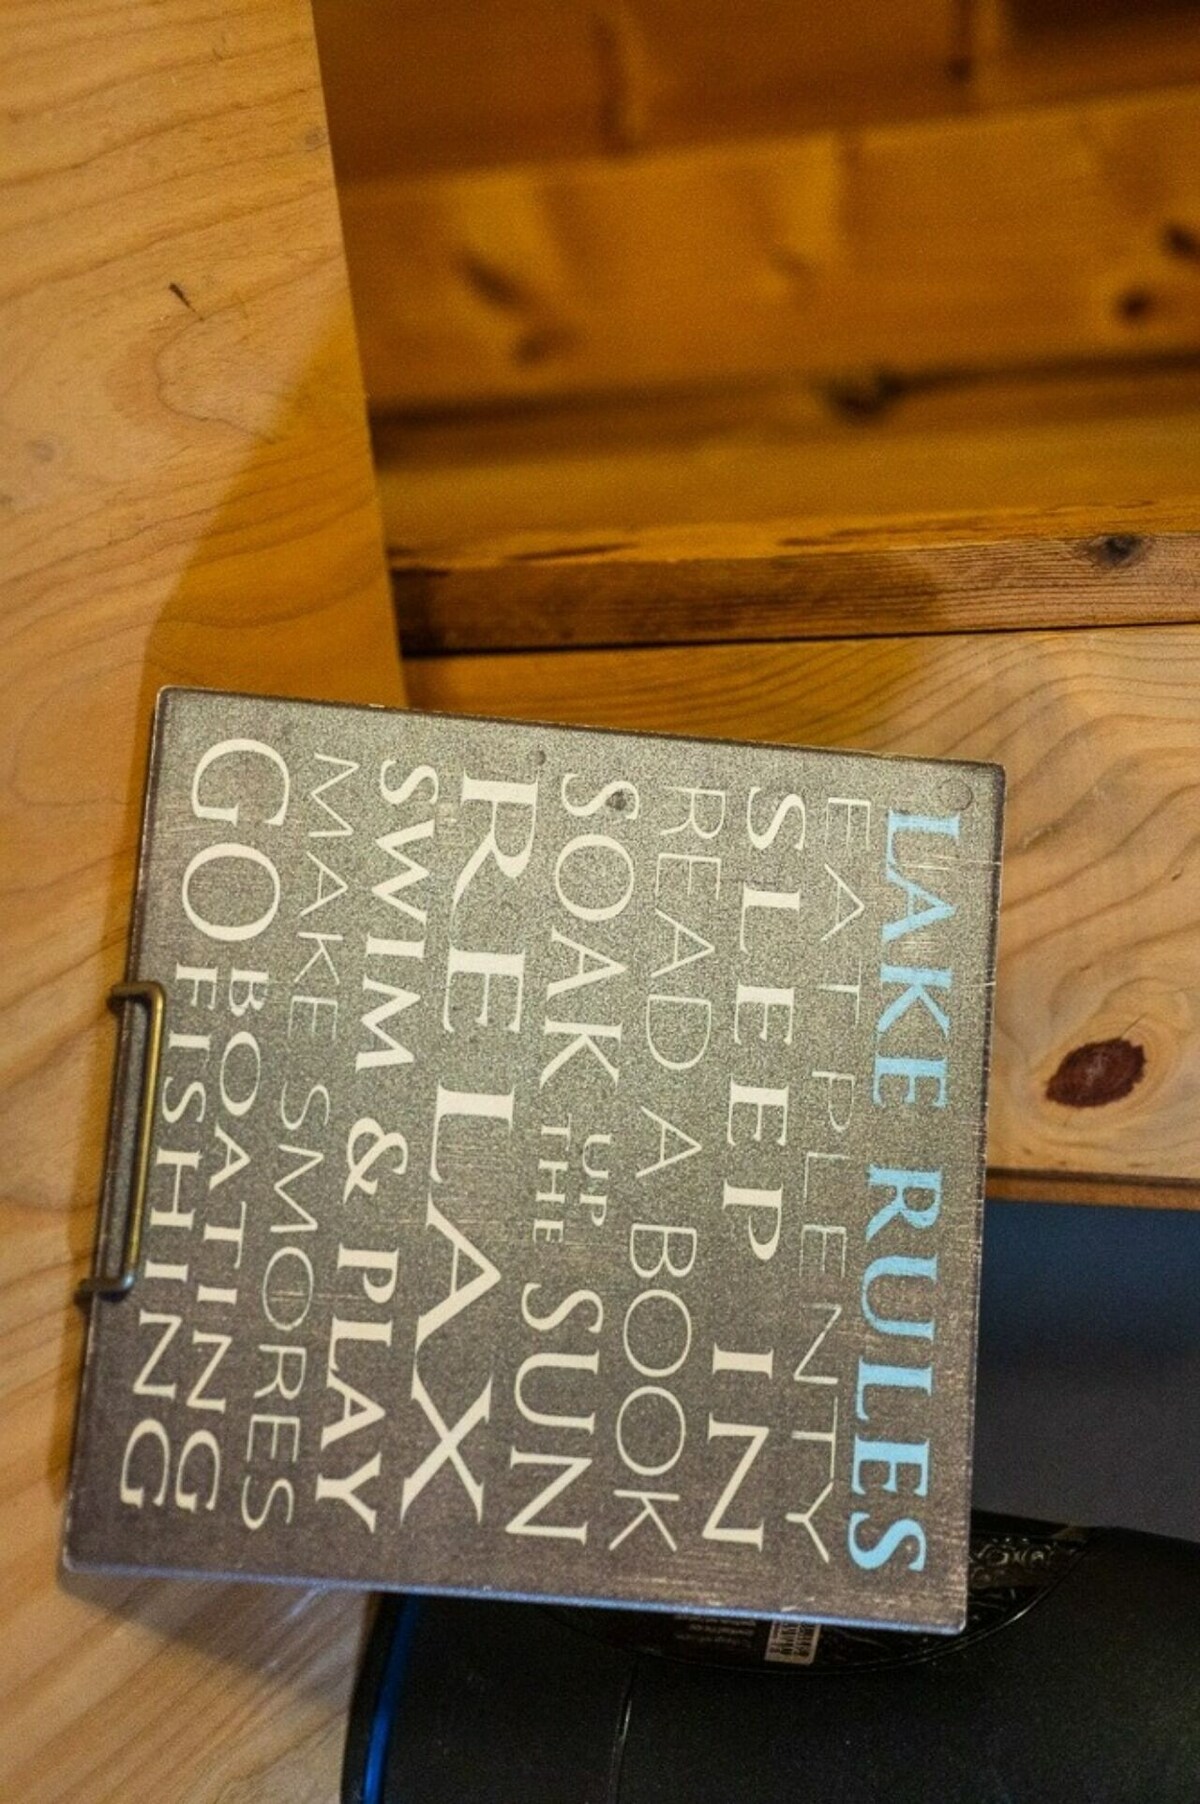 LAKE RULES
EAT PLENTY
SLEEP IN
READ A BOOK
SOAK UP THE SUN
RELAX
SWIM & PLAY
MAKE SMORES
GO BOATING
FISHING